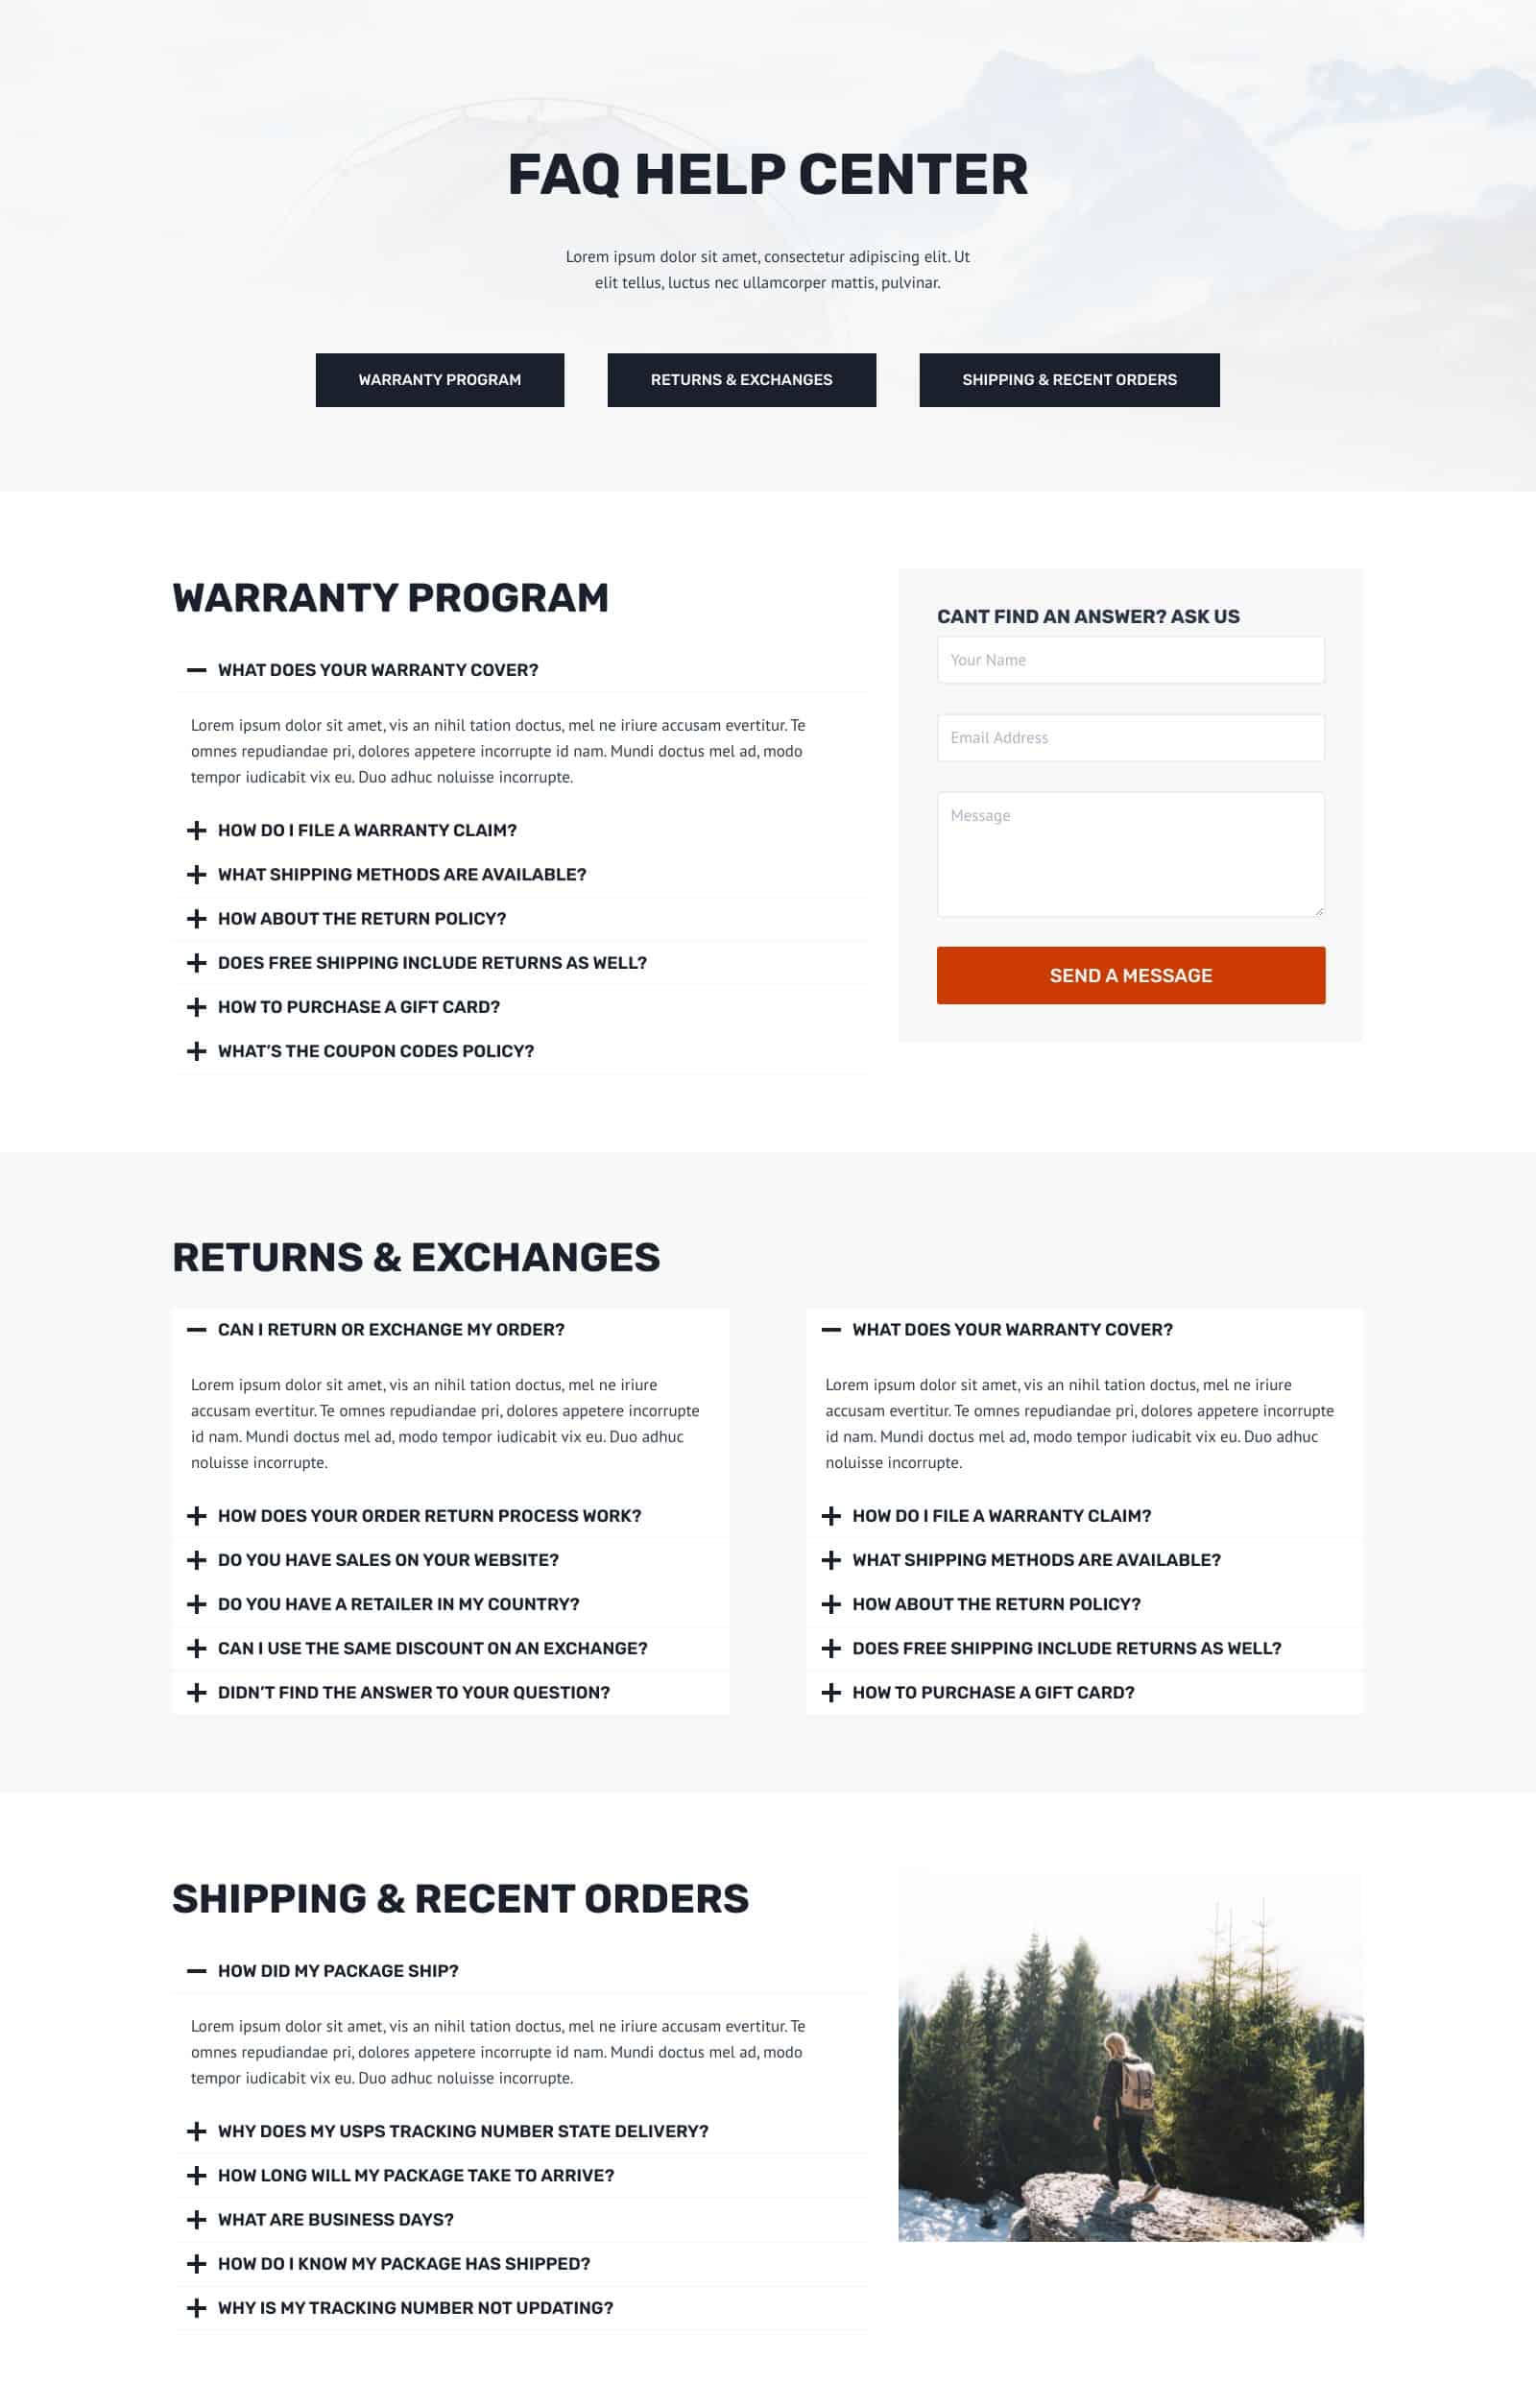 FAQ HELP CENTER
Lorem ipsum dolor sit amet, consectetur adipiscing elit. Ut
elit tellus, luctus nec ullamcorper mattis, pulvinar.
WARRANTY PROGRAM
RETURNS & EXCHANGES
SHIPPING & RECENT ORDERS
WARRANTY PROGRAM
WHAT DOES YOUR WARRANTY COVER?
Lorem ipsum dolor sit amet, vis an nihil tation doctus, mel ne iriure accusam evertitur. Te
omnes repudiandae pri, dolores appetere incorrupte id nam. Mundi doctus mel ad, modo
tempor iudicabit vix eu. Duo adhuc noluisse incorrupte.
HOW DO I FILE A WARRANTY CLAIM?
WHAT SHIPPING METHODS ARE AVAILABLE?
HOW ABOUT THE RETURN POLICY?
DOES FREE SHIPPING INCLUDE RETURNS AS WELL?
HOW TO PURCHASE A GIFT CARD?
WHAT’S THE COUPON CODES POLICY?
CANT FIND AN ANSWER? ASK US
Your Name
Email Address
Message
SEND A MESSAGE
RETURNS & EXCHANGES
CAN I RETURN OR EXCHANGE MY ORDER?
Lorem ipsum dolor sit amet, vis an nihil tation doctus, mel ne iriure
accusam evertitur. Te omnes repudiandae pri, dolores appetere incorrupte
id nam. Mundi doctus mel ad, modo tempor iudicabit vix eu. Duo adhuc
noluisse incorrupte.
HOW DOES YOUR ORDER RETURN PROCESS WORK?
DO YOU HAVE SALES ON YOUR WEBSITE?
DO YOU HAVE A RETAILER IN MY COUNTRY?
CAN I USE THE SAME DISCOUNT ON AN EXCHANGE?
DIDN’T FIND THE ANSWER TO YOUR QUESTION?
WHAT DOES YOUR WARRANTY COVER?
Lorem ipsum dolor sit amet, vis an nihil tation doctus, mel ne iriure
accusam evertitur. Te omnes repudiandae pri, dolores appetere incorrupte
id nam. Mundi doctus mel ad, modo tempor iudicabit vix eu. Duo adhuc
noluisse incorrupte.
HOW DO I FILE A WARRANTY CLAIM?
WHAT SHIPPING METHODS ARE AVAILABLE?
HOW ABOUT THE RETURN POLICY?
DOES FREE SHIPPING INCLUDE RETURNS AS WELL?
HOW TO PURCHASE A GIFT CARD?
SHIPPING & RECENT ORDERS
HOW DID MY PACKAGE SHIP?
Lorem ipsum dolor sit amet, vis an nihil tation doctus, mel ne iriure accusam evertitur. Te
omnes repudiandae pri, dolores appetere incorrupte id nam. Mundi doctus mel ad, modo
tempor iudicabit vix eu. Duo adhuc noluisse incorrupte.
WHY DOES MY USPS TRACKING NUMBER STATE DELIVERY?
HOW LONG WILL MY PACKAGE TAKE TO ARRIVE?
WHAT ARE BUSINESS DAYS?
HOW DO I KNOW MY PACKAGE HAS SHIPPED?
WHY IS MY TRACKING NUMBER NOT UPDATING?